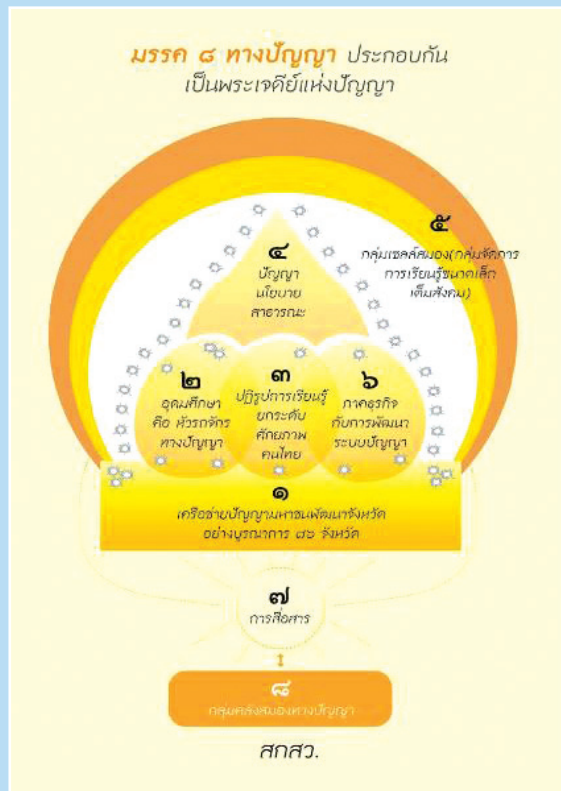 มรรค ๘ ทางปัญญา ประกอบกัน
เป็นพระเจดีย์แห่งปัญญา
๔
ปัญญา
นโยบาย
สาธารณะ
๕
กลุ่มเซลล์สมอง(กลุ่มจัดการ
การเรียนรู้ขนาดเล็ก
เต็มสังคม)
๒
อุดมศึกษา
คือ หัวรถจักร
ทางปัญญา
๓
ปฏิรูปการเรียนรู้
ยกระดับ
ศักยภาพ
คนไทย
๖
ภาคธุรกิจ
กับการพัฒนา
ระบบปัญญา
๑
เครือข่ายปัญญามหาชนพัฒนาจังหวัด
อย่างบูรณาการ ๗๖ จังหวัด
๗
การสื่อสาร
๘
กลุ่มคลังสมองทางปัญญา
สกสว.